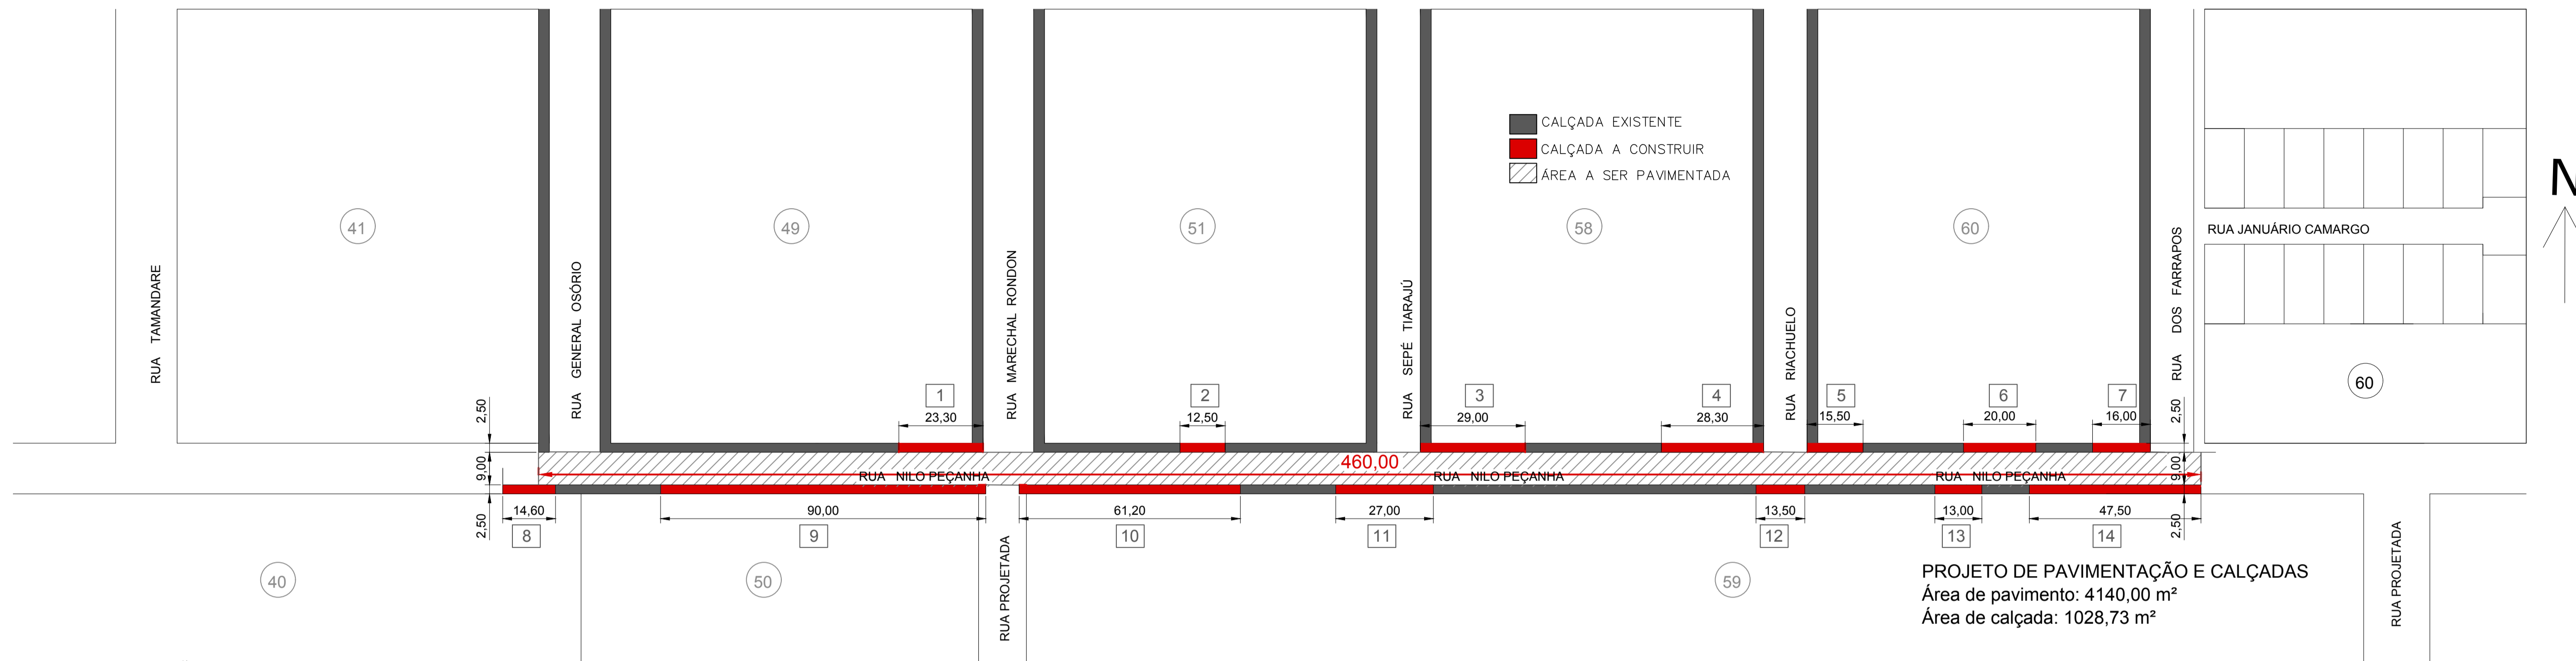 CALÇADA EXISTENTE
CALÇADA A CONSTRUIR
ÁREA A SER PAVIMENTADA
N
41
49
51
58
60
RUA JANUÁRIO CAMARGO
RUA TAMANDARE
RUA GENERAL OSÓRIO
RUA MARECHAL RONDON
RUA SEPÉ TIARAJÚ
RUA RIACHUELO
RUA DOS FARRAPOS
60
1
2
3
4
5
6
7
2,50
23,30
12,50
29,00
28,30
15,50
20,00
16,00
2,50
9,00
460,00
9,00
RUA NILO PEÇANHA
RUA NILO PEÇANHA
RUA NILO PEÇANHA
2,50
14,60
90,00
61,20
27,00
13,50
13,00
47,50
2,50
8
9
10
11
12
13
14
40
50
RUA PROJETADA
59
RUA PROJETADA
PROJETO DE PAVIMENTAÇÃO E CALÇADAS
Área de pavimento: 4140,00 m²
Área de calçada: 1028,73 m²